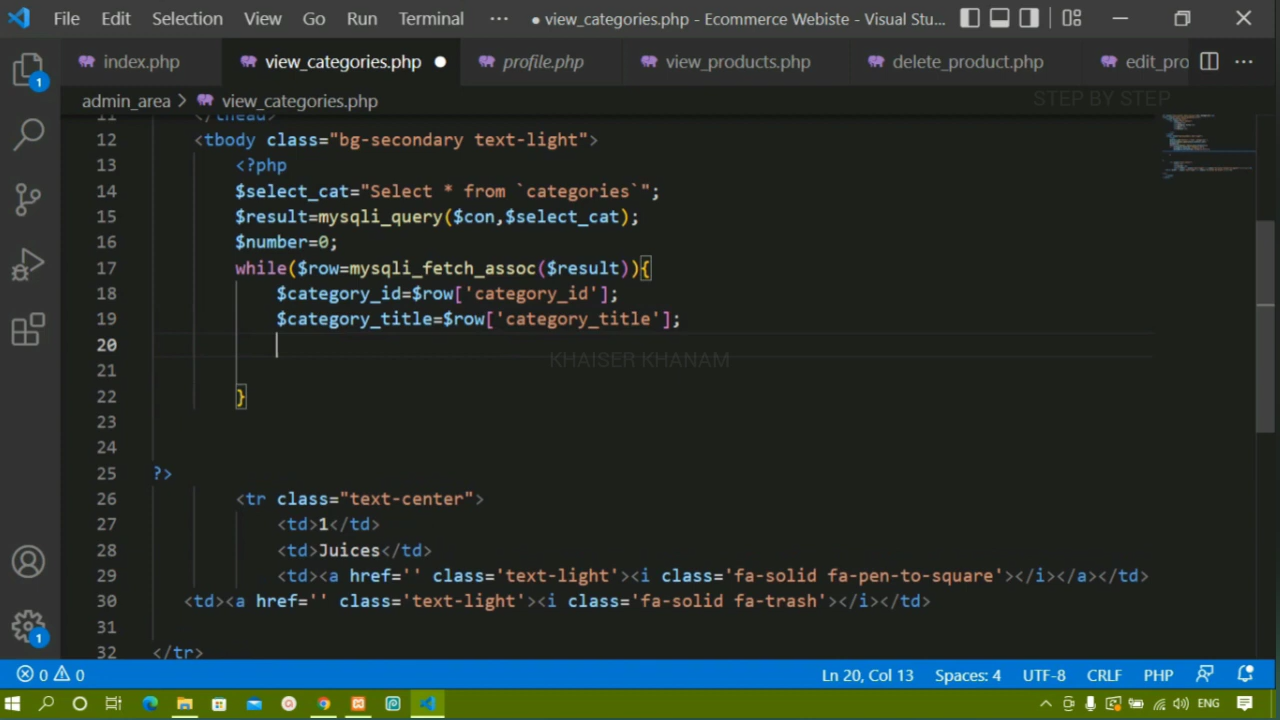 File Edit Selection View Go Run Terminal ··· ● view_categories.php - Ecommerce Webiste - Visual Stu...
index.php view_categories.php ● profile.php view_products.php delete_product.php edit_pro ···
admin_area > view_categories.php
STEP BY STEP
11 </thead>
12 <tbody class="bg-secondary text-light">
13 <?php
14 $select_cat="Select * from `categories`";
15 $result=mysqli_query($con,$select_cat);
16 $number=0;
17 while($row=mysqli_fetch_assoc($result)){
18 $category_id=$row['category_id'];
19 $category_title=$row['category_title'];
20
KHAISER KHANAM
21
22 }
23
24
25 ?>
26 <tr class="text-center">
27 <td>1</td>
28 <td>Juices</td>
29 <td><a href='' class='text-light'><i class='fa-solid fa-pen-to-square'></i></a></td>
30 <td><a href='' class='text-light'><i class='fa-solid fa-trash'></i></td>
31
32 </tr>
1
1
0 0 Ln 20, Col 13 Spaces: 4 UTF-8 CRLF PHP
ENG